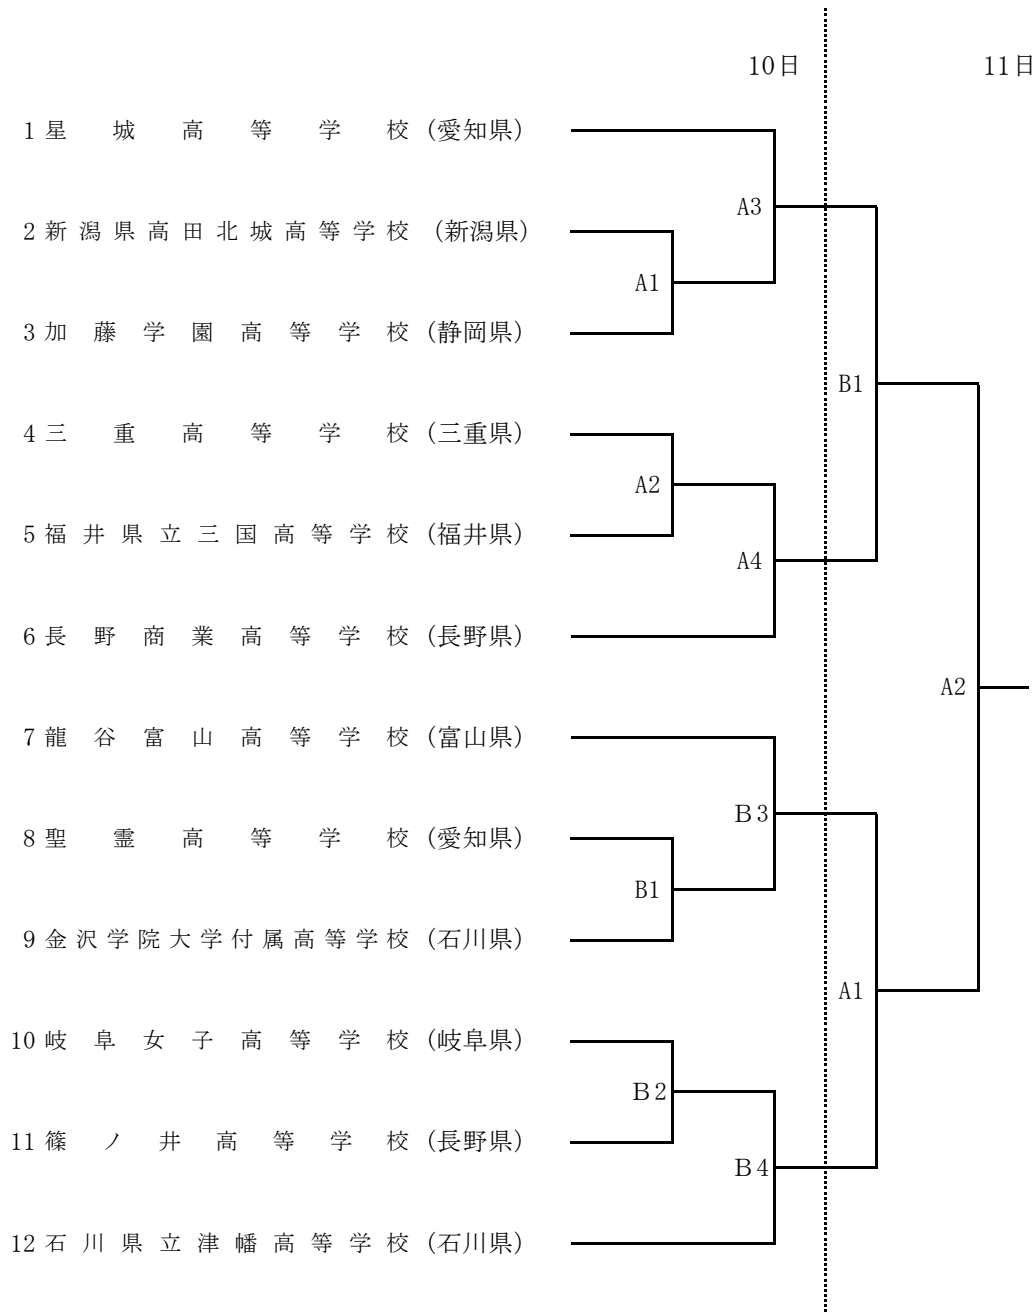 10日 11日
1 星城高等学校 (愛知県)
A3
2 新潟県高田北城高等学校 (新潟県)
A1
3 加藤学園高等学校 (静岡県)
B1
4 三重高等学校 (三重県)
A2
5 福井県立三国高等学校 (福井県)
A4
6 長野商業高等学校 (長野県)
A2
7 龍谷富山高等学校 (富山県)
B3
8 聖霊高等学校 (愛知県)
B1
9 金沢学院大学付属高等学校 (石川県)
A1
10 岐阜女子高等学校 (岐阜県)
B2
11 篠ノ井高等学校 (長野県)
B4
12 石川県立津幡高等学校 (石川県)